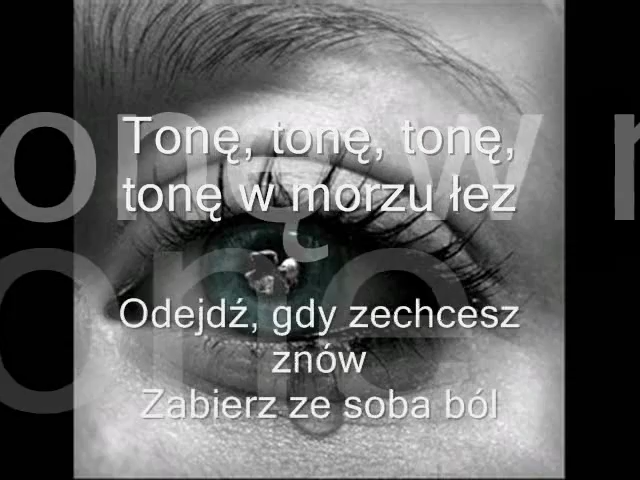 Tonę, tonę, tonę,
tonę w morzu łez
Odejdź, gdy zechcesz
znów
Zabierz ze soba ból